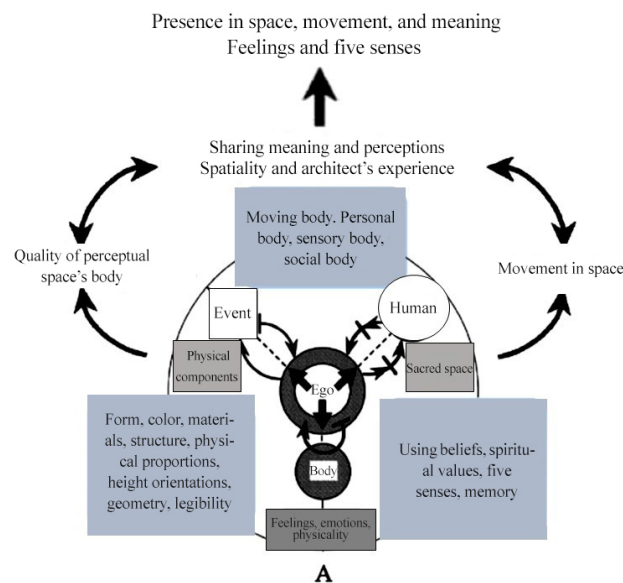 Presence in space, movement, and meaning
Feelings and five senses
Sharing meaning and perceptions
Spatiality and architect's experience
Moving body. Personal
body, sensory body,
social body
Quality of perceptual
space's body
Movement in space
Event
Human
Physical
components
Ego
Sacred space
Form, color, materi-
als, structure, physi-
cal proportions,
height orientations,
geometry, legibility
Using beliefs, spiritu-
al values, five
senses, memory
Body
Feelings, emotions,
physicality
A